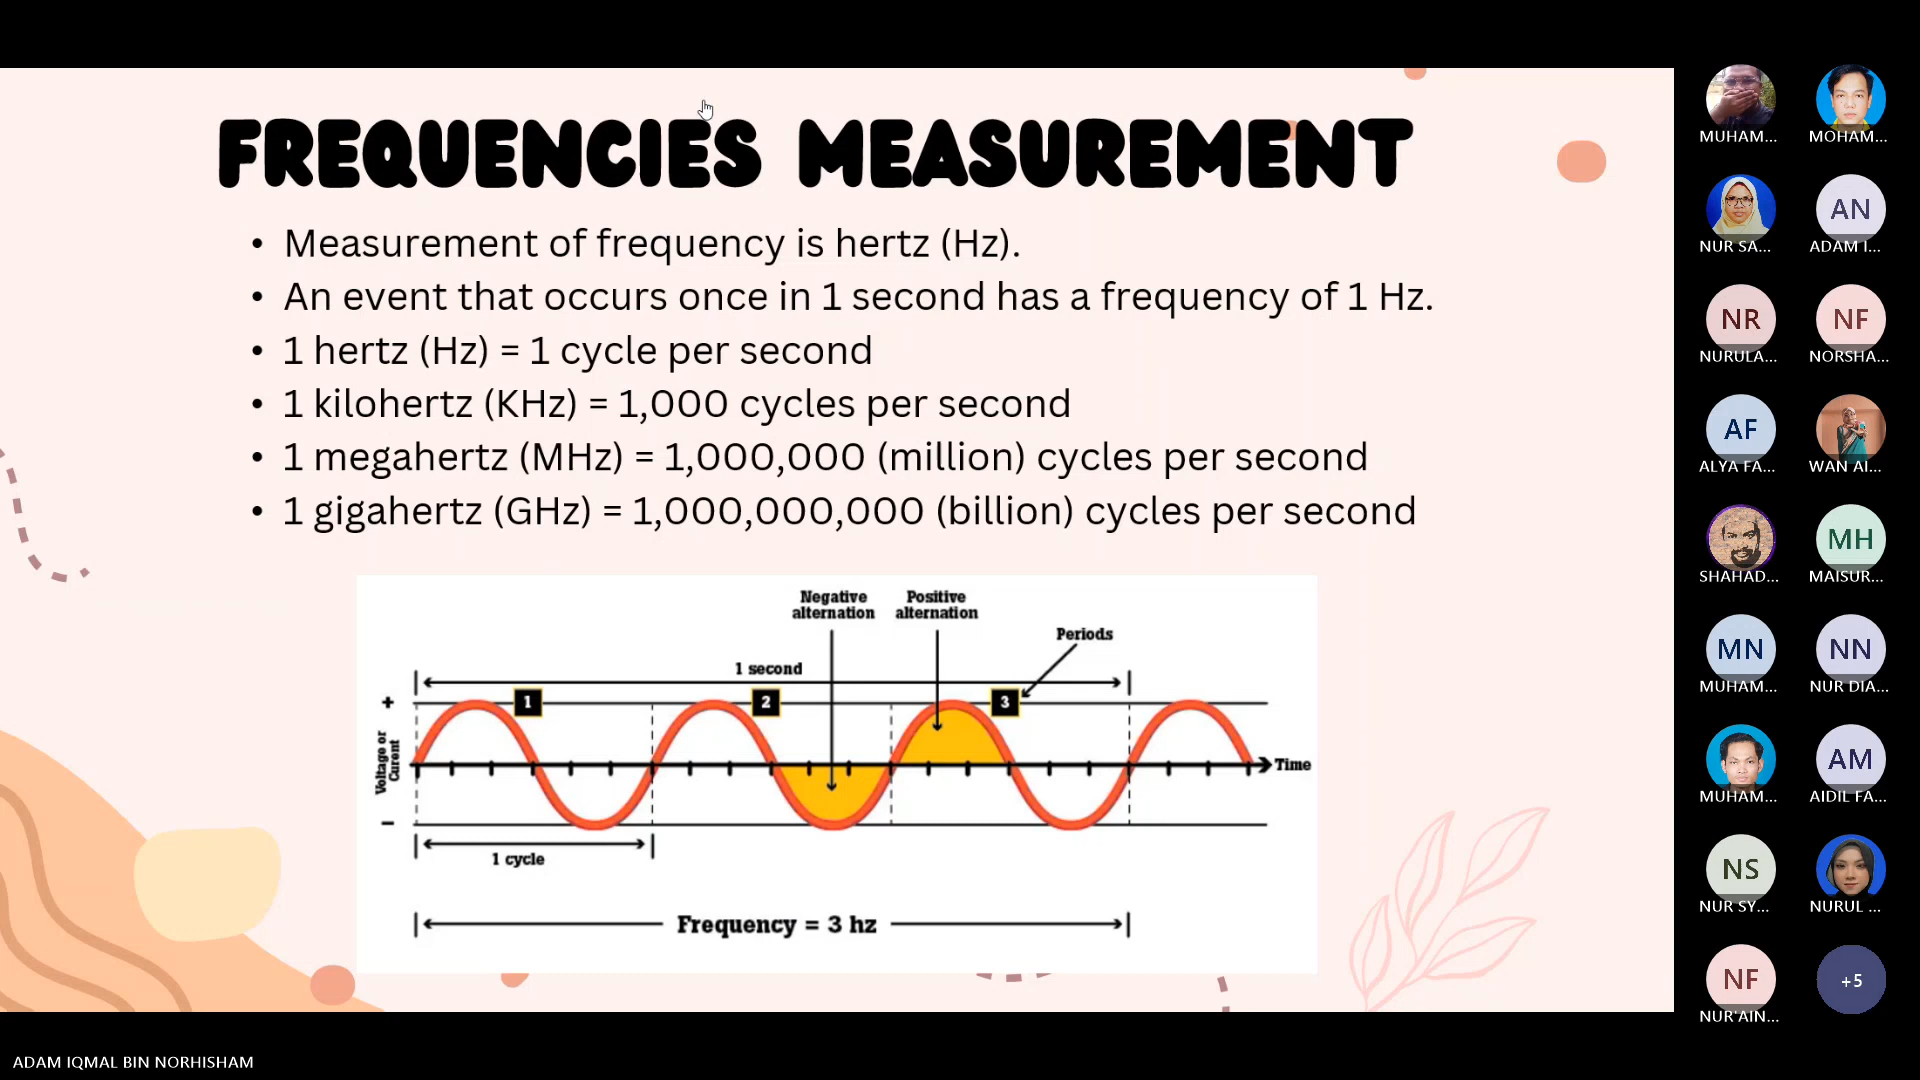 FREQUENCIES MEASUREMENT
• Measurement of frequency is hertz (Hz).
• An event that occurs once in 1 second has a frequency of 1 Hz.
• 1 hertz (Hz) = 1 cycle per second
• 1 kilohertz (KHz) = 1,000 cycles per second
• 1 megahertz (MHz) = 1,000,000 (million) cycles per second
• 1 gigahertz (GHz) = 1,000,000,000 (billion) cycles per second
Negative
alternation
Positive
alternation
Periods
1 second
+
1
2
3
Voltage or
Curent
Time
−
1 cycle
Frequency = 3 hz
MUHAM...
MOHAM...
NUR SA...
AN
ADAM I...
NR
NURULA...
NF
NORSHA...
AF
ALYA FA...
WAN AI...
SHAHAD...
MH
MAISUR...
MN
MUHAM...
NN
NUR DIA...
MUHAM...
AM
AIDIL FA...
NS
NUR SY...
NURUL ...
NF
NUR'AIN...
+5
ADAM IQMAL BIN NORHISHAM